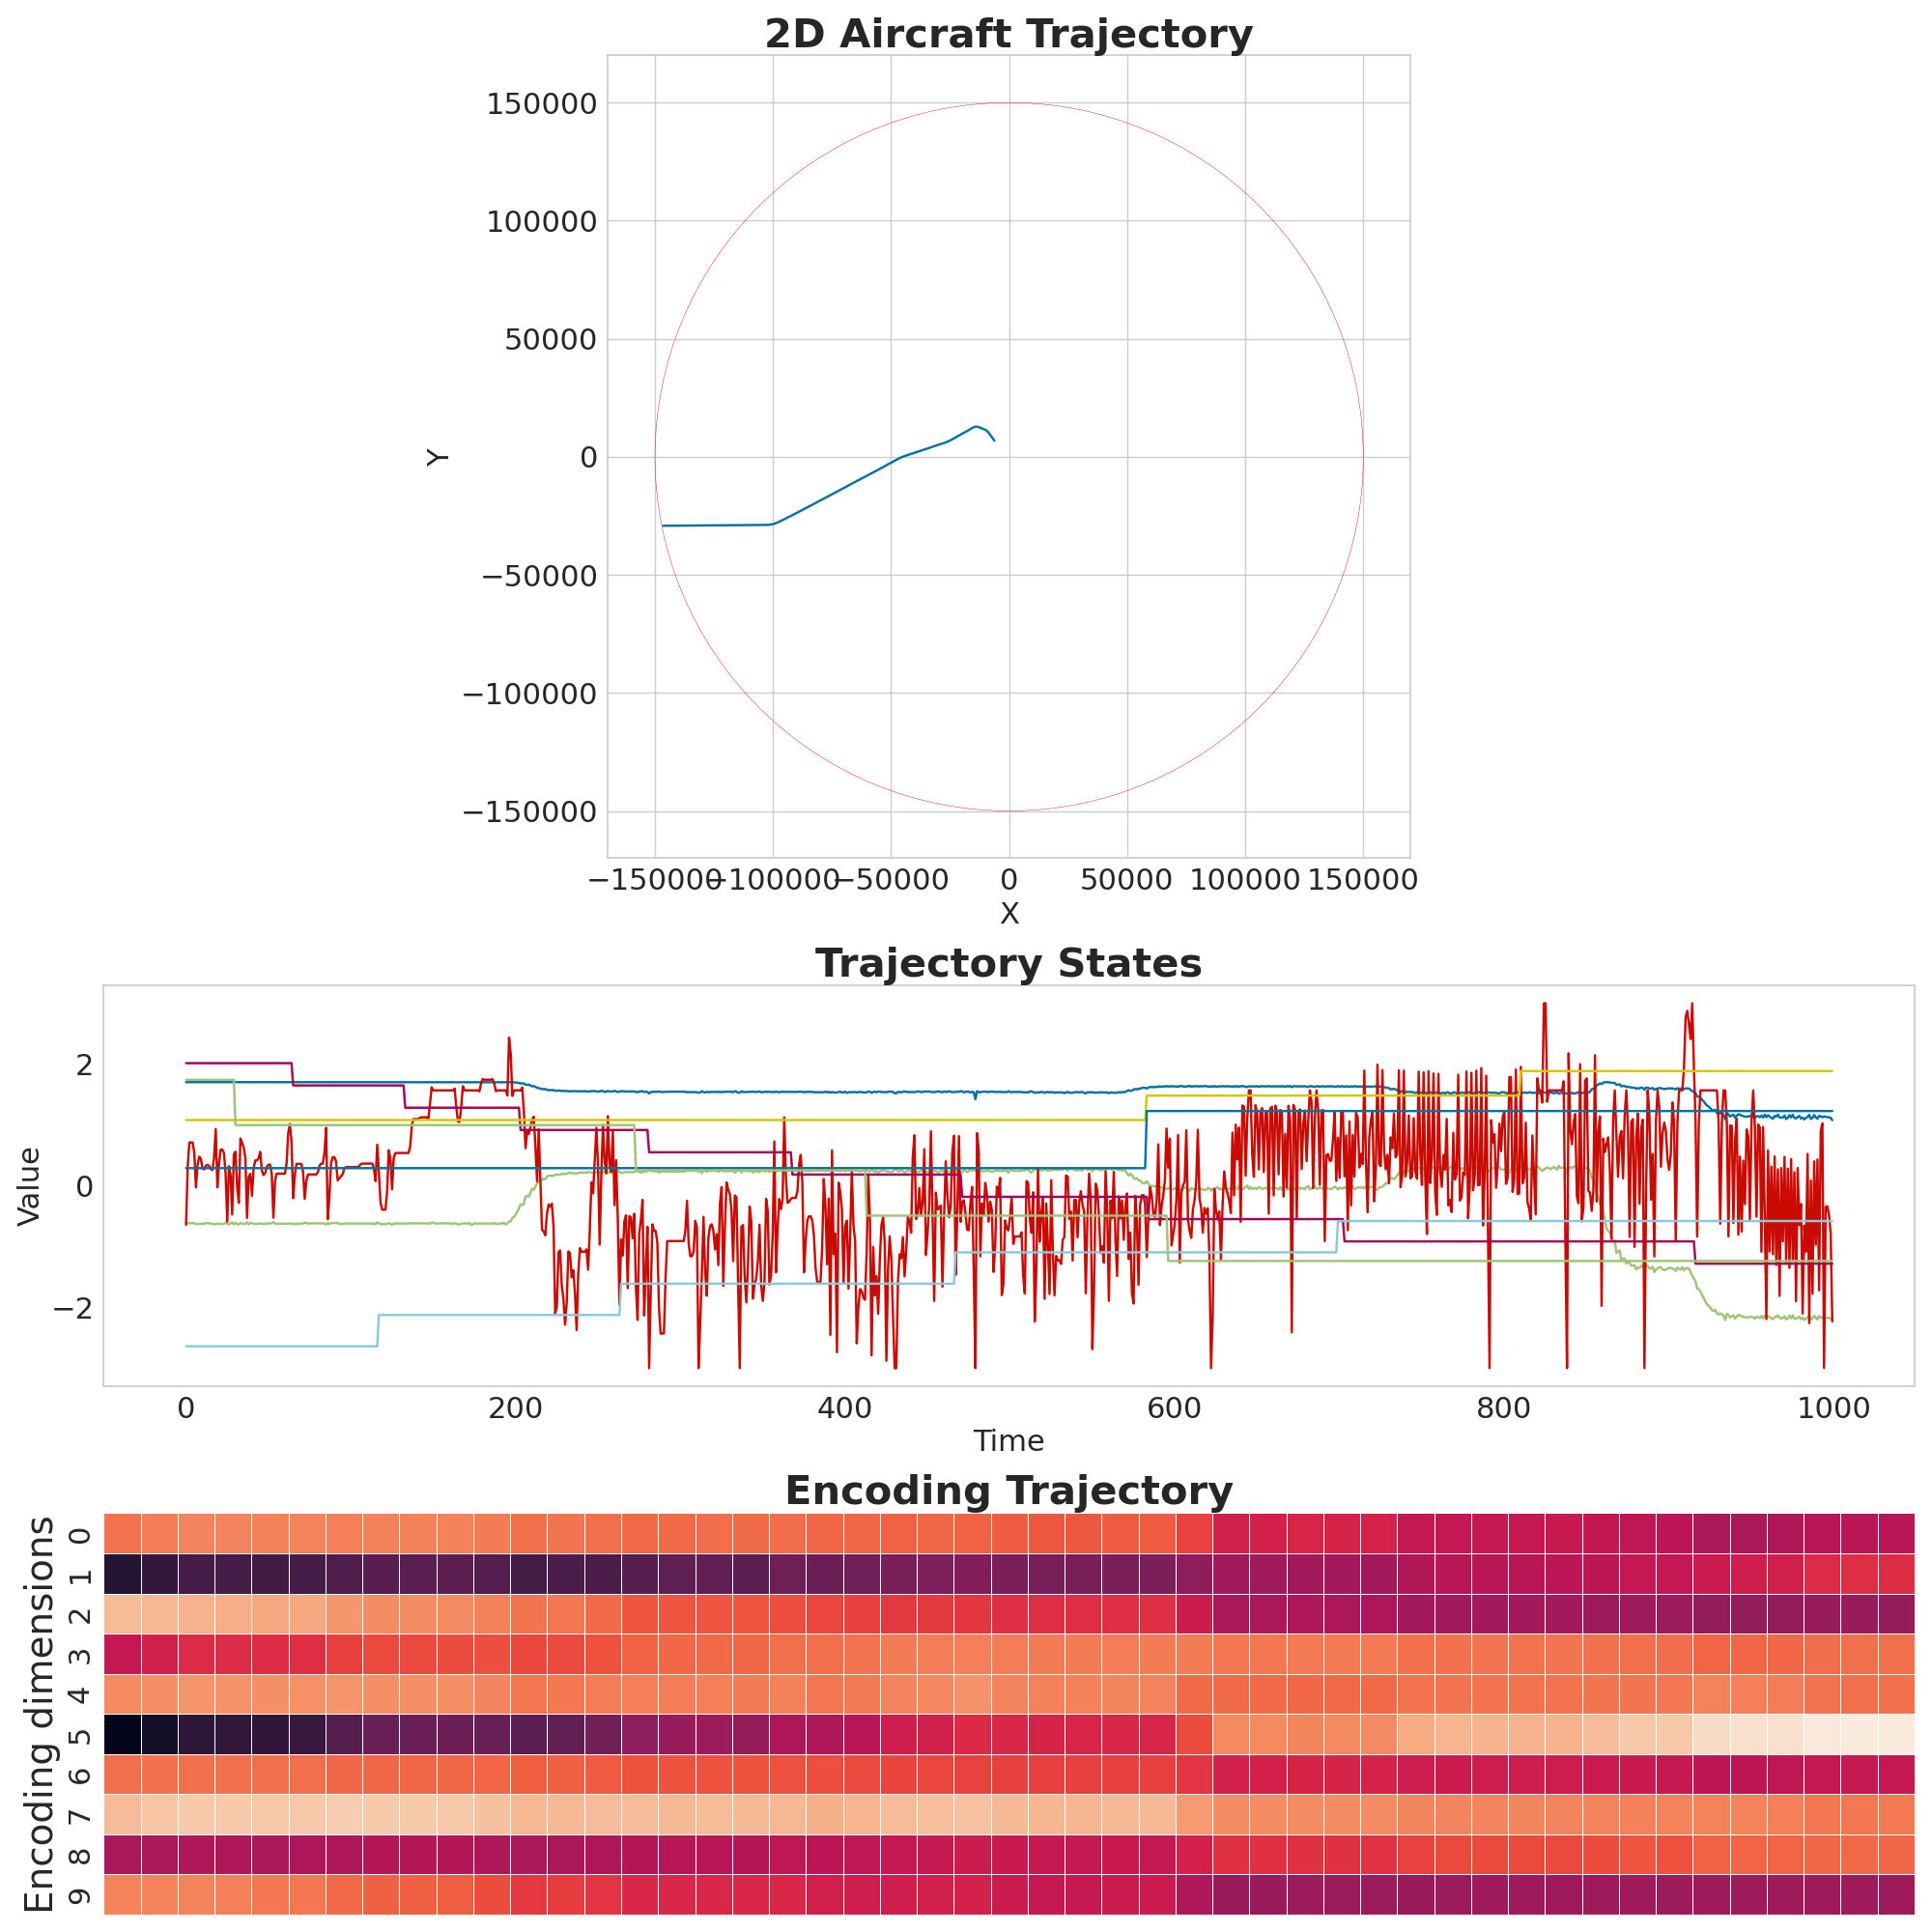 2D Aircraft Trajectory
150000
100000
50000
0
−50000
−100000
−150000
Y
−150000 −100000 −50000 0 50000 100000 150000
X
Trajectory States
2
0
−2
Value
0 200 400 600 800 1000
Time
Encoding Trajectory
0
1
2
3
4
5
6
7
8
9
Encoding dimensions